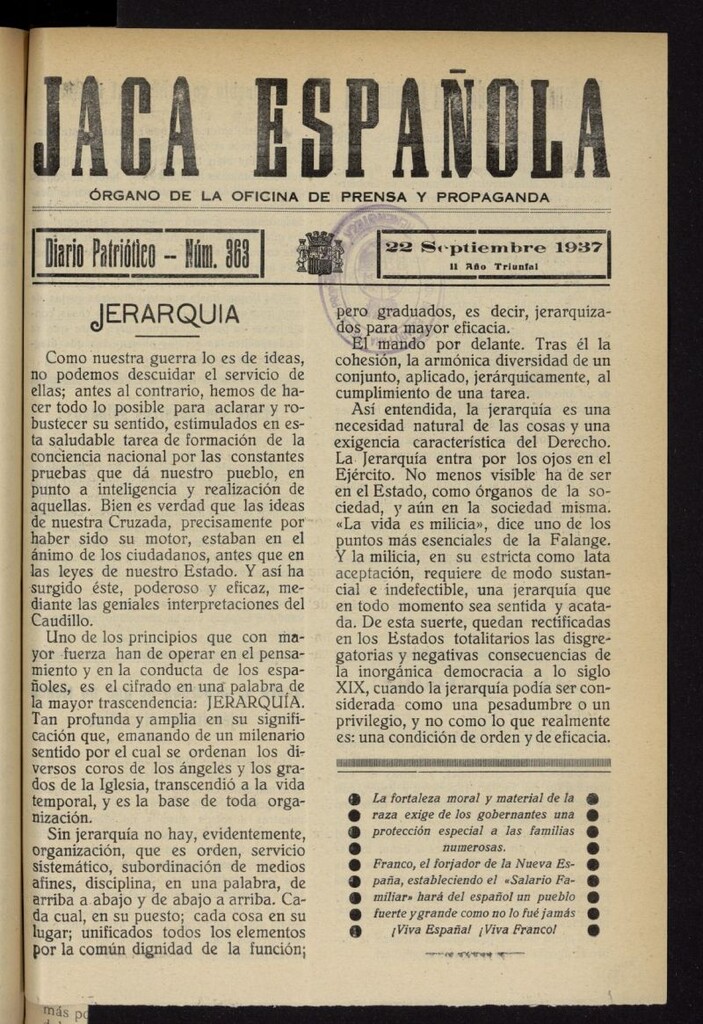 JACA ESPAÑOLA
ÓRGANO DE LA OFICINA DE PRENSA Y PROPAGANDA
Diario Patriótico -- Núm. 363
22 Septiembre 1937
II Año Triunfal
JERARQUIA
Como nuestra guerra lo es de ideas,
no podemos descuidar el servicio de
ellas; antes al contrario, hemos de ha-
cer todo lo posible para aclarar y ro-
bustecer su sentido, estimulados en es-
ta saludable tarea de formación de la
conciencia nacional por las constantes
pruebas que dá nuestro pueblo, en
punto a inteligencia y realización de
aquellas. Bien es verdad que las ideas
de nuestra Cruzada, precisamente por
haber sido su motor, estaban en el
ánimo de los ciudadanos, antes que en
las leyes de nuestro Estado. Y así ha
surgido éste, poderoso y eficaz, me-
diante las geniales interpretaciones del
Caudillo.
Uno de los principios que con ma-
yor fuerza han de operar en el pensa-
miento y en la conducta de los espa-
ñoles, es el cifrado en una palabra de
la mayor trascendencia: JERARQUÍA.
Tan profunda y amplia en su signifi-
cación que, emanando de un milenario
sentido por el cual se ordenan los di-
versos coros de los ángeles y los gra-
dos de la Iglesia, transcendió a la vida
temporal, y es la base de toda orga-
nización.
Sin jerarquía no hay, evidentemente,
organización, que es orden, servicio
sistemático, subordinación de medios
afines, disciplina, en una palabra, de
arriba a abajo y de abajo a arriba. Ca-
da cual, en su puesto; cada cosa en su
lugar; unificados todos los elementos
por la común dignidad de la función;
pero graduados, es decir, jerarquiza-
dos para mayor eficacia.
El mando por delante. Tras él la
cohesión, la armónica diversidad de un
conjunto, aplicado, jerárquicamente, al
cumplimiento de una tarea.
Así entendida, la jerarquía es una
necesidad natural de las cosas y una
exigencia característica del Derecho.
La Jerarquía entra por los ojos en el
Ejército. No menos visible ha de ser
en el Estado, como órganos de la so-
ciedad, y aún en la sociedad misma.
«La vida es milicia», dice uno de los
puntos más esenciales de la Falange.
Y la milicia, en su estricta como lata
aceptación, requiere de modo sustan-
cial e indefectible, una jerarquía que
en todo momento sea sentida y acata-
da. De esta suerte, quedan rectificadas
en los Estados totalitarios las disgre-
gatorias y negativas consecuencias de
la inorgánica democracia a lo siglo
XIX, cuando la jerarquía podía ser con-
siderada como una pesadumbre o un
privilegio, y no como lo que realmente
es: una condición de orden y de eficacia.
La fortaleza moral y material de la
raza exige de los gobernantes una
protección especial a las familias
numerosas.
Franco, el forjador de la Nueva Es-
paña, estableciendo el «Salario Fa-
miliar» hará del español un pueblo
fuerte y grande como no lo fué jamás
¡Viva España! ¡Viva Franco!
más